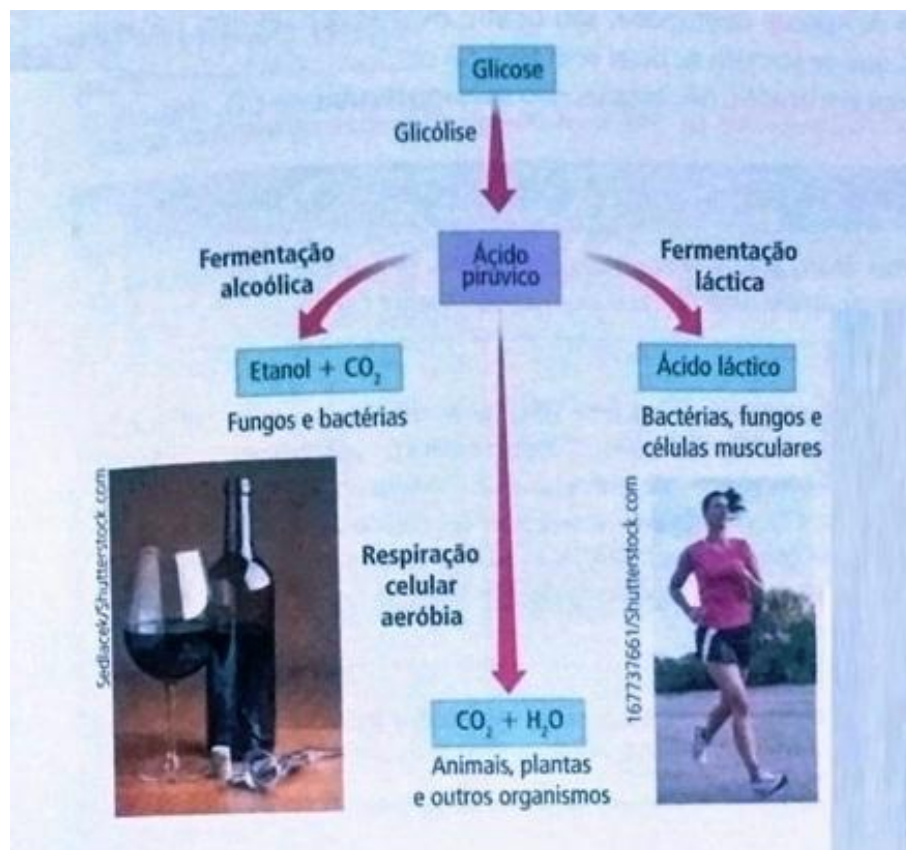 Glicose
Glicólise
Ácido
pirúvico
Fermentação
alcoólica
Fermentação
láctica
Etanol + CO₂
Fungos e bactérias
Ácido láctico
Bactérias, fungos e
células musculares
Sedlacek/Shutterstock.com
Respiração
celular
aeróbia
167737661/Shutterstock.com
CO₂ + H₂O
Animais, plantas
e outros organismos